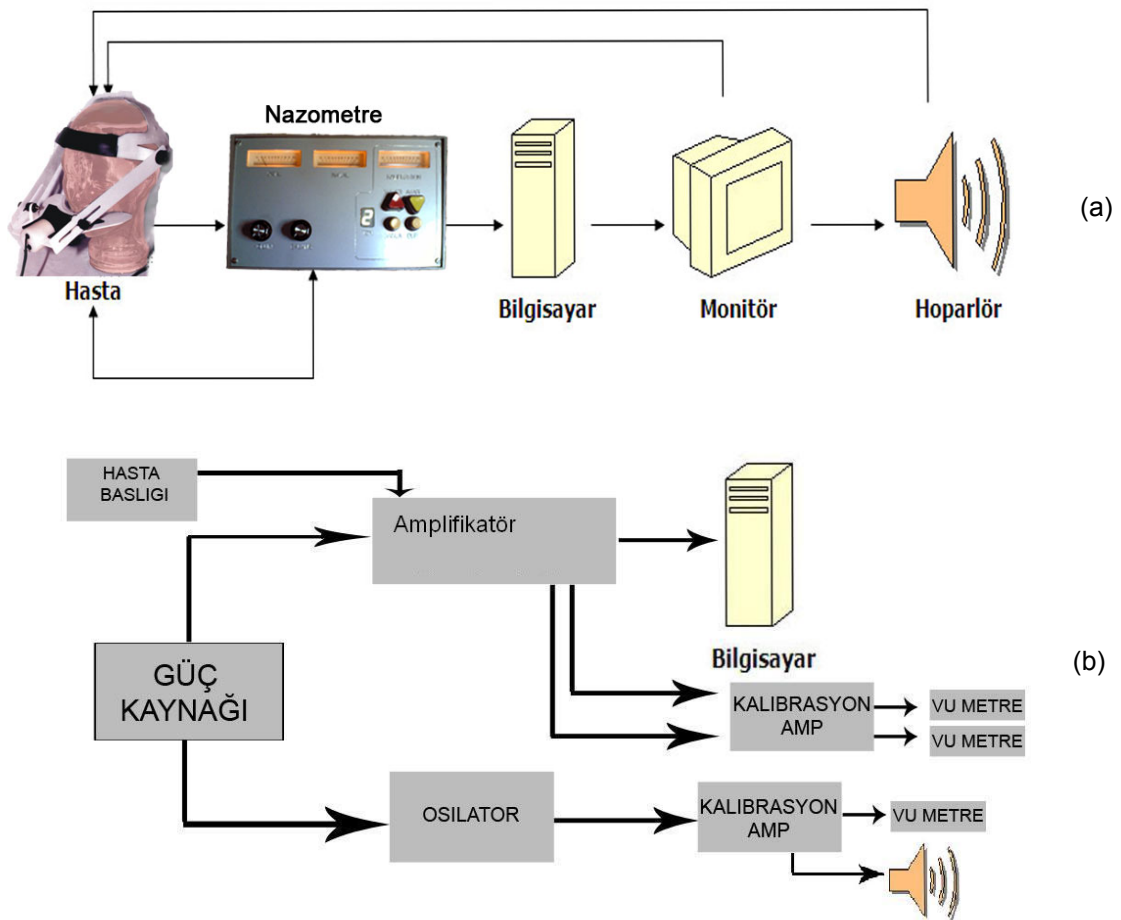 Nazometre
2
(a)
Hasta
Bilgisayar
Monitör
Hoparlör
HASTA
BASLIGI
Amplifikatör
GÜÇ
KAYNAĞI
Bilgisayar
(b)
KALIBRASYON
AMP
VU METRE
VU METRE
OSILATOR
KALIBRASYON
AMP
VU METRE